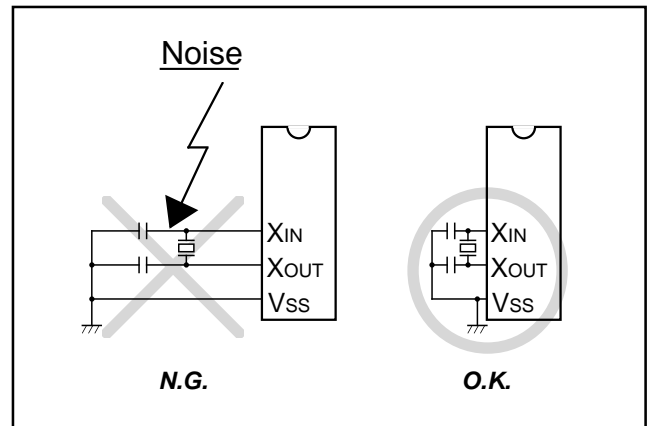 Noise
XIN
XOUT
VSS
N.G.
XIN
XOUT
VSS
O.K.